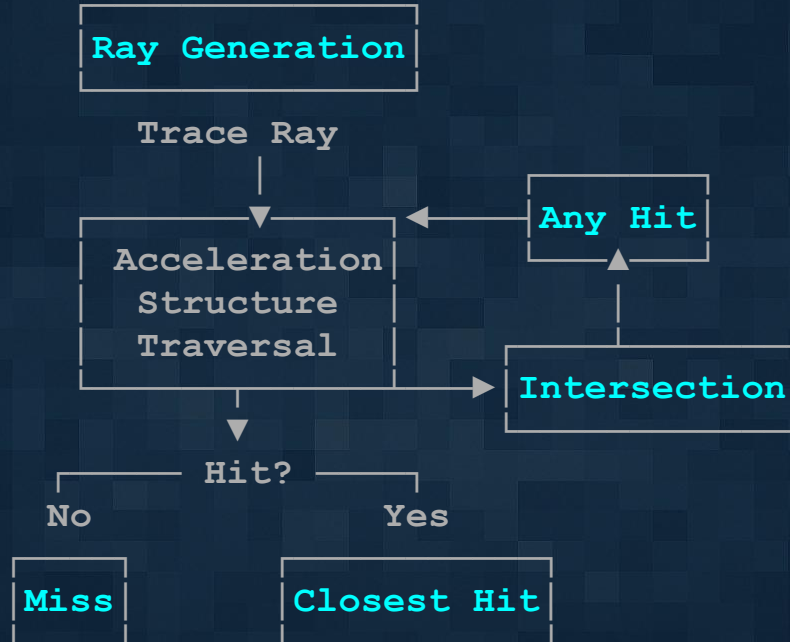 Ray Generation
Trace Ray
Any Hit
Acceleration
Structure
Traversal
Intersection
Hit?
No
Yes
Miss
Closest Hit